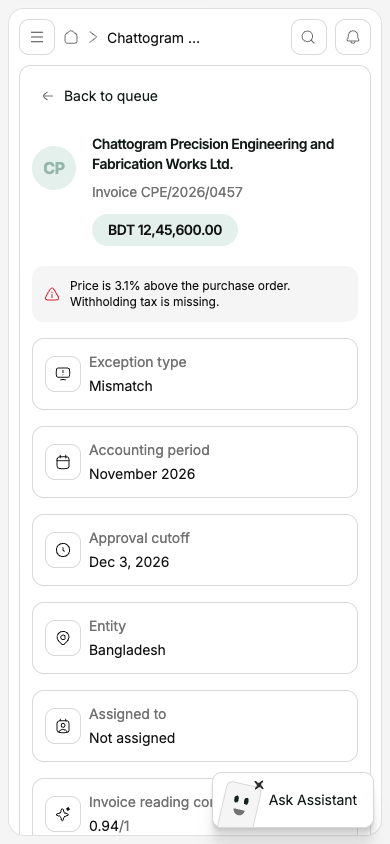 Chattogram ...
Back to queue
CP
Chattogram Precision Engineering and
Fabrication Works Ltd.
Invoice CPE/2026/0457
BDT 12,45,600.00
Price is 3.1% above the purchase order.
Withholding tax is missing.
Exception type
Mismatch
Accounting period
November 2026
Approval cutoff
Dec 3, 2026
Entity
Bangladesh
Assigned to
Not assigned
Invoice reading
0.94/1
Ask Assistant